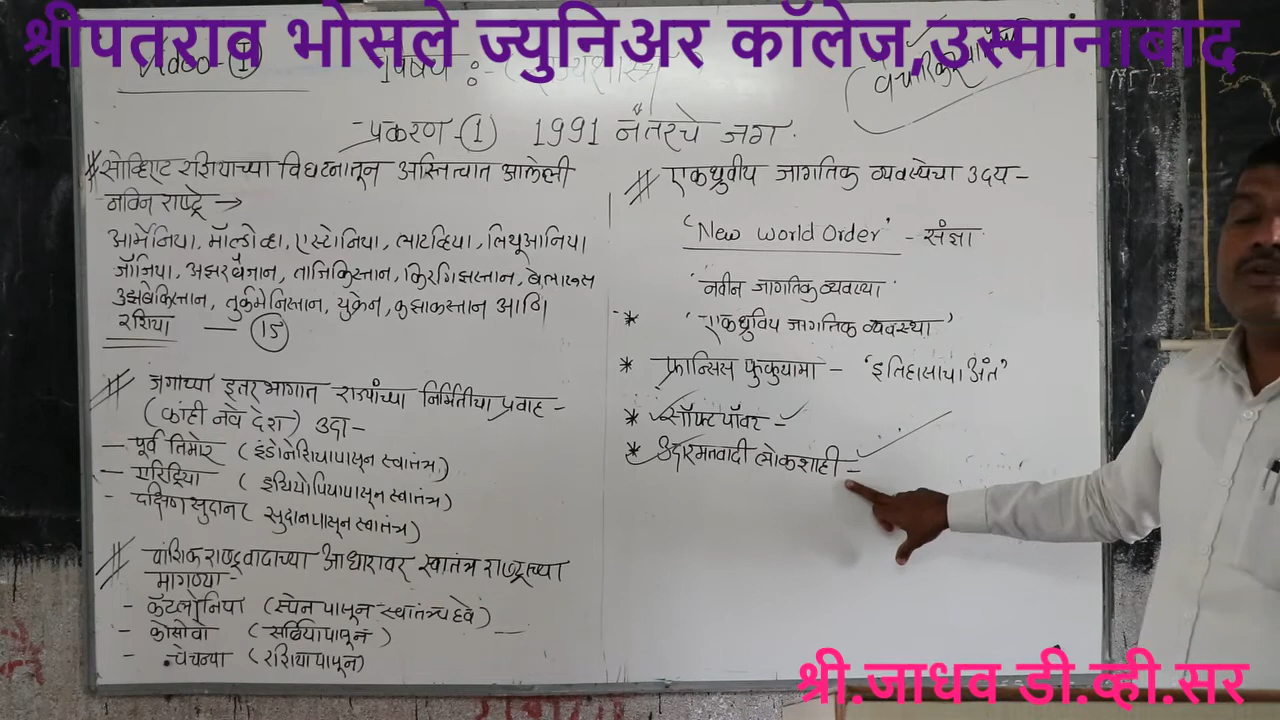 श्रीपतराव भोसले ज्युनिअर कॉलेज,उस्मानाबाद
Video-(1)
विषय :-
प्रकरण-(1) 1991 नंतरचे जग
# सोव्हिएट रशियाच्या विघटनातून अस्तित्वात आलेली
नविन राष्ट्रे →
आर्मेनिया, मॉल्डोव्हा, एस्टोनिया, लाटव्हिया, लिथूआनिया
जॉर्जिया, अझरबैजान, ताजिकिस्तान, किरगिझस्तान, बेलारूस
उझबेकिस्तान, तुर्कमेनिस्तान, युक्रेन, कझाकस्तान आणि
रशिया — (15)
# जगाच्या इतर भागात राज्यांच्या निर्मितीचा प्रवाह -
(कांही नवे देश) उदा-
- पूर्व तिमोर (इंडोनेशियापासून स्वातंत्र)
- एरिट्रिया (इथियोपियापासून स्वातंत्र)
- दक्षिण सुदान ( सुदानपासून स्वातंत्र)
# वांशिक राष्ट्रवादाच्या आधारावर स्वातंत्र राष्ट्राच्या
मागण्या-
- कॅटलोनिया (स्पेन पासून स्वातंत्र्य हवे)
- कोसोवो (सर्बियापासून)
- चेचन्या (रशियापासून)
# एकध्रुवीय जागतिक व्यवस्थेचा उदय -
'New World Order' - संज्ञा
'नवीन जागतिक व्यवस्था'
* 'एकध्रुविय जागतिक व्यवस्था'
* फ्रान्सिस फुकुयामा - 'इतिहासाचा अंत'
* सॉफ्ट पॉवर -
* उदारमतवादी लोकशाही -
श्री.जाधव डी.व्ही.सर